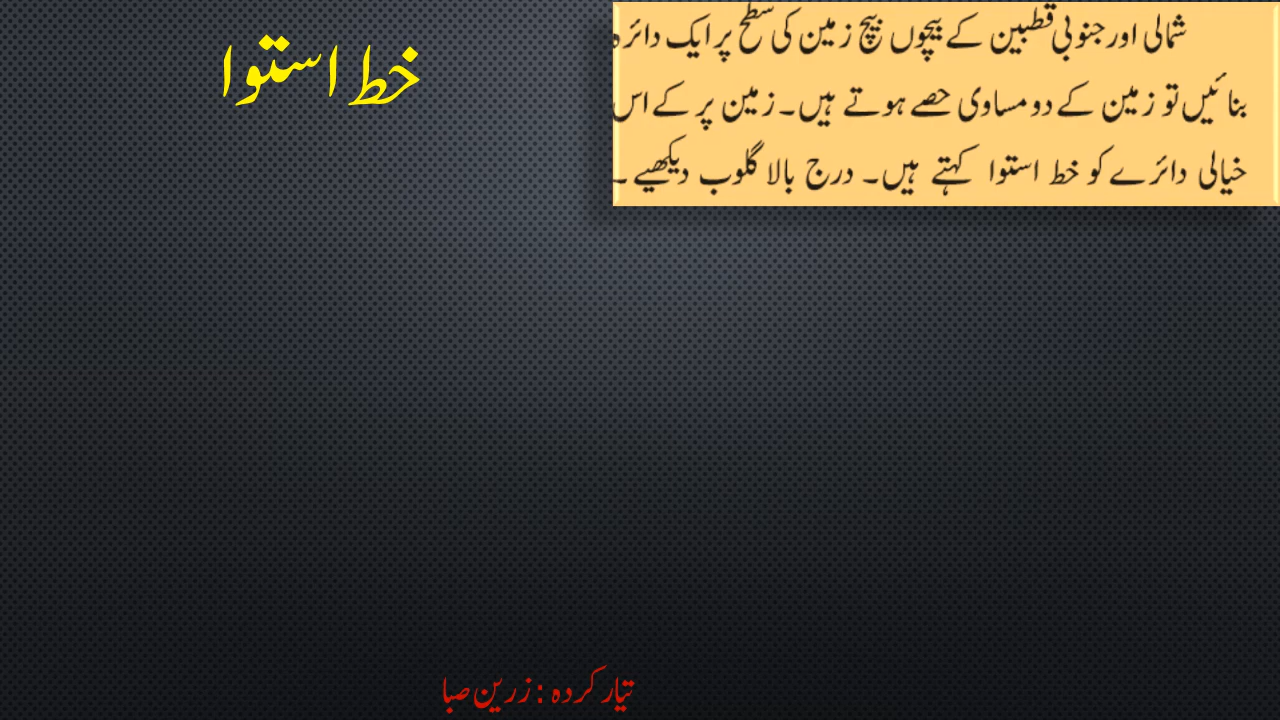 خط استوا
شمالی اور جنوبی قطبین کے بیچوں بیچ زمین کی سطح پر ایک دائرہ
بنائیں تو زمین کے دو مساوی حصے ہوتے ہیں۔ زمین پر کے اس
خیالی دائرے کو خط استوا کہتے ہیں۔ درج بالا گلوب دیکھیے۔
تیار کردہ : زرین صبا